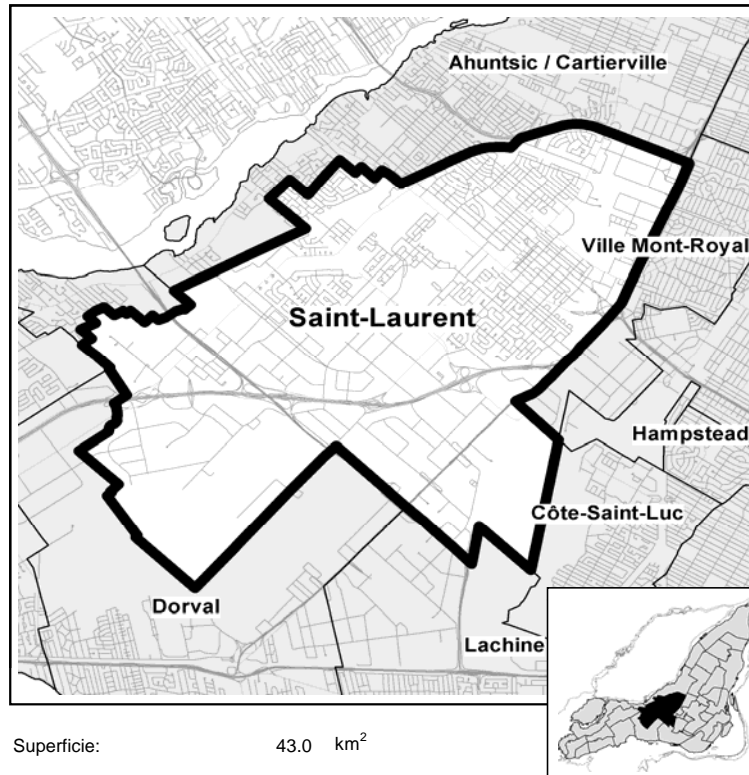 Ahuntsic / Cartierville
Ville Mont-Royal
Saint-Laurent
Hampstead
Côte-Saint-Luc
Dorval
Lachine
Superficie: 43.0 km²